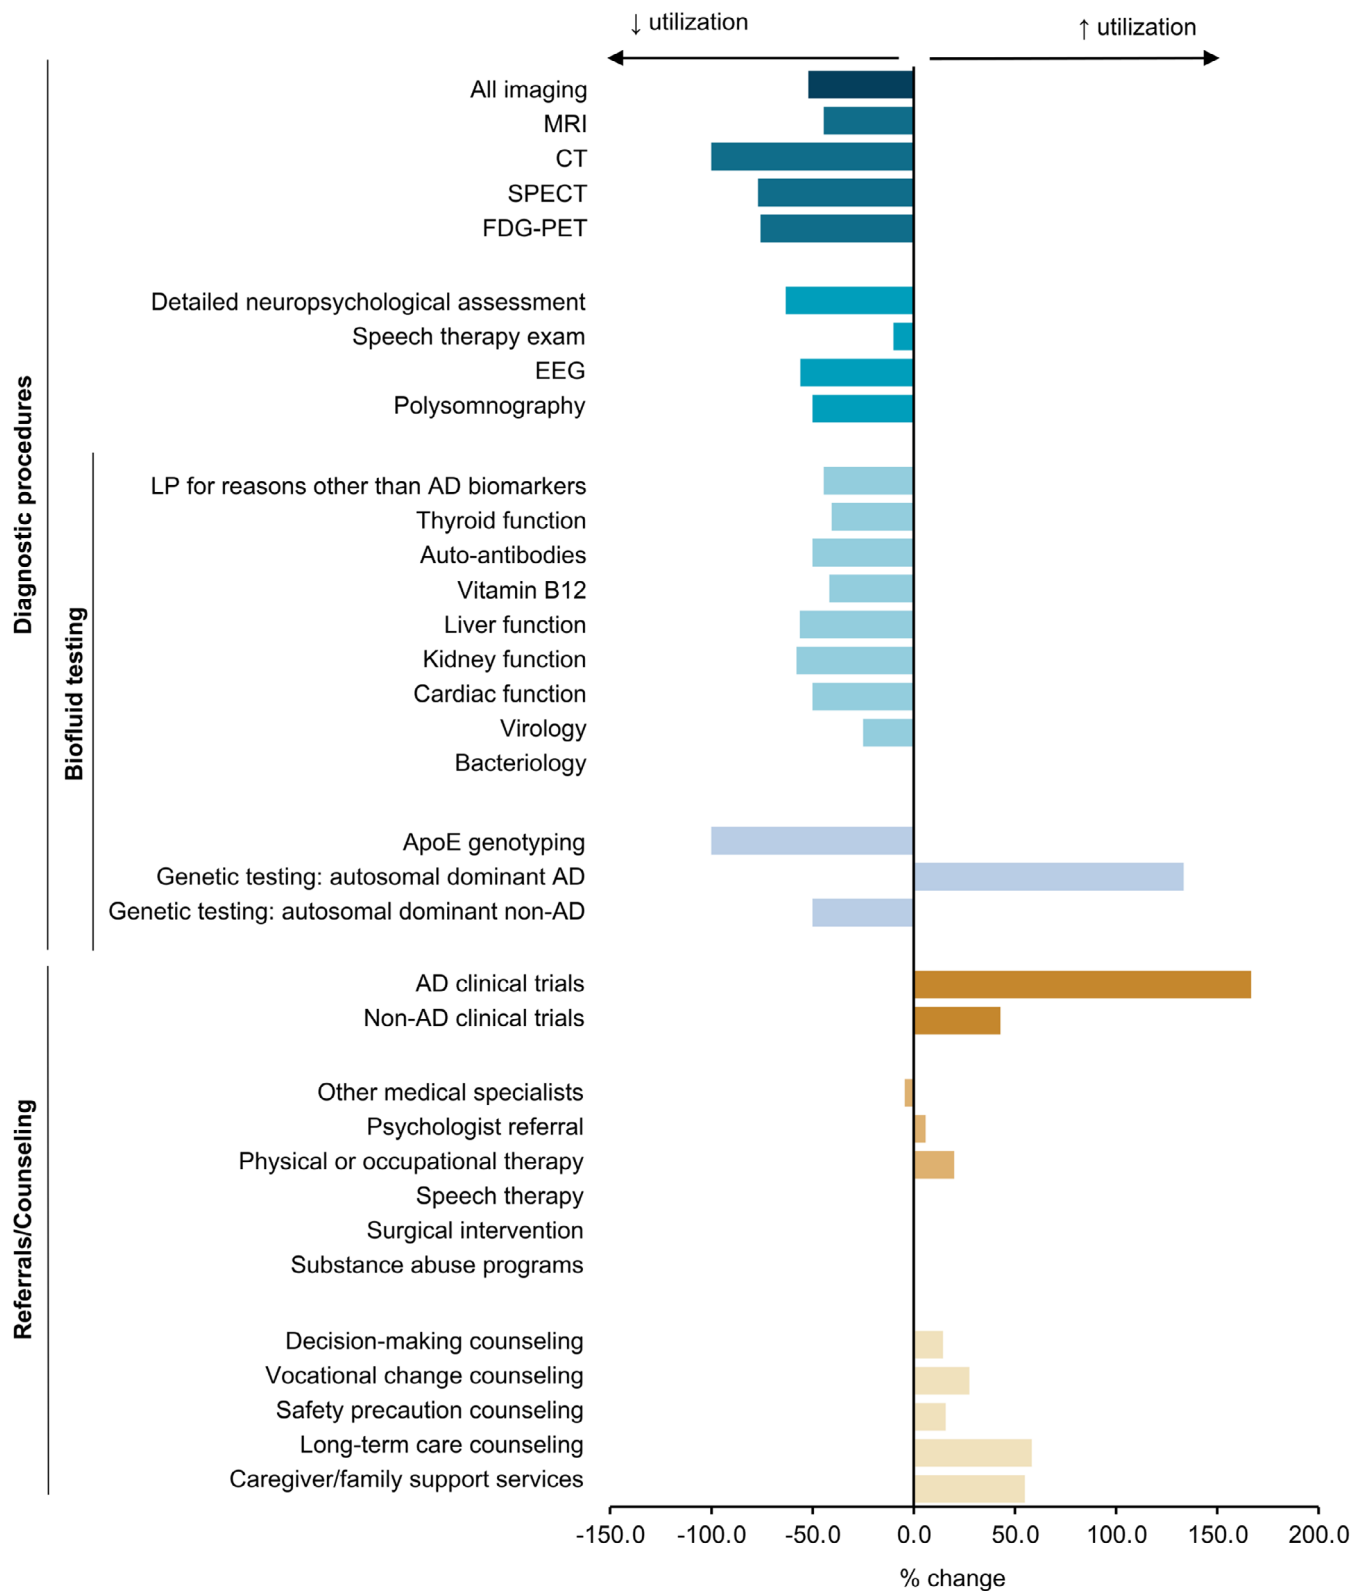 ↓ utilization
↑ utilization
Diagnostic procedures
All imaging
MRI
CT
SPECT
FDG-PET
Detailed neuropsychological assessment
Speech therapy exam
EEG
Polysomnography
Biofluid testing
LP for reasons other than AD biomarkers
Thyroid function
Auto-antibodies
Vitamin B12
Liver function
Kidney function
Cardiac function
Virology
Bacteriology
ApoE genotyping
Genetic testing: autosomal dominant AD
Genetic testing: autosomal dominant non-AD
Referrals/Counseling
AD clinical trials
Non-AD clinical trials
Other medical specialists
Psychologist referral
Physical or occupational therapy
Speech therapy
Surgical intervention
Substance abuse programs
Decision-making counseling
Vocational change counseling
Safety precaution counseling
Long-term care counseling
Caregiver/family support services
-150.0 -100.0 -50.0 0.0 50.0 100.0 150.0 200.0
% change